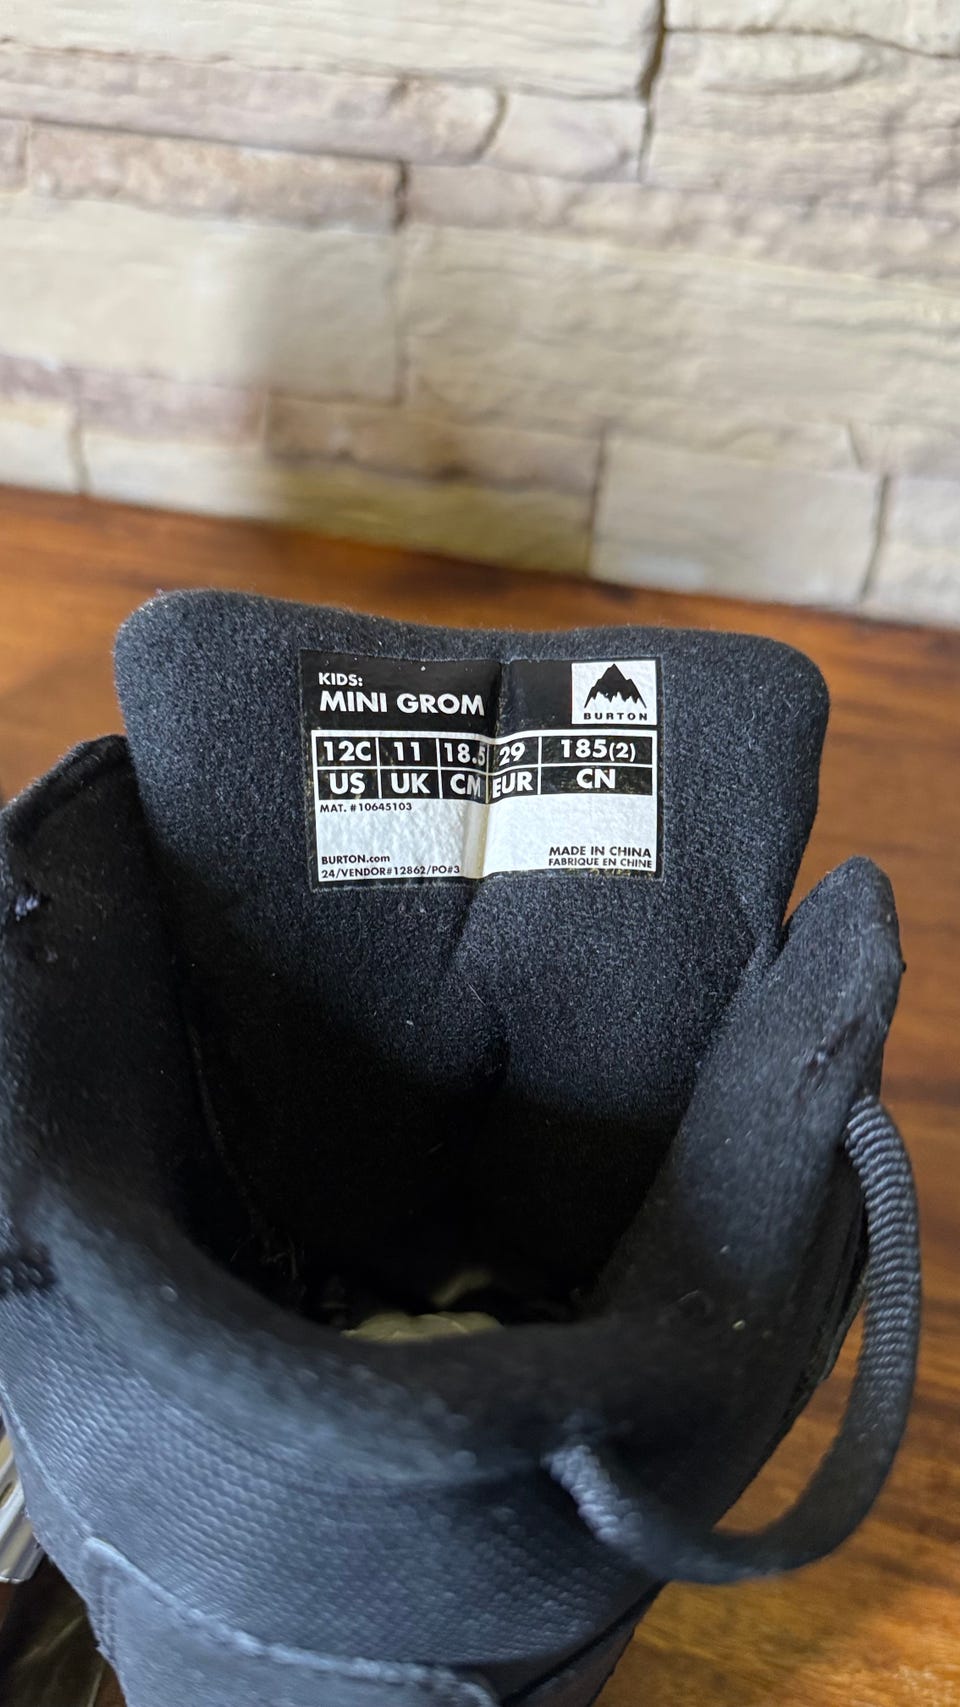 KIDS:
MINI GROM
BURTON
12C 11 18.5 29 185(2)
US UK CM EUR CN
MAT. #10645103
BURTON.com
24/VENDOR#12862/PO#3
MADE IN CHINA
FABRIQUE EN CHINE